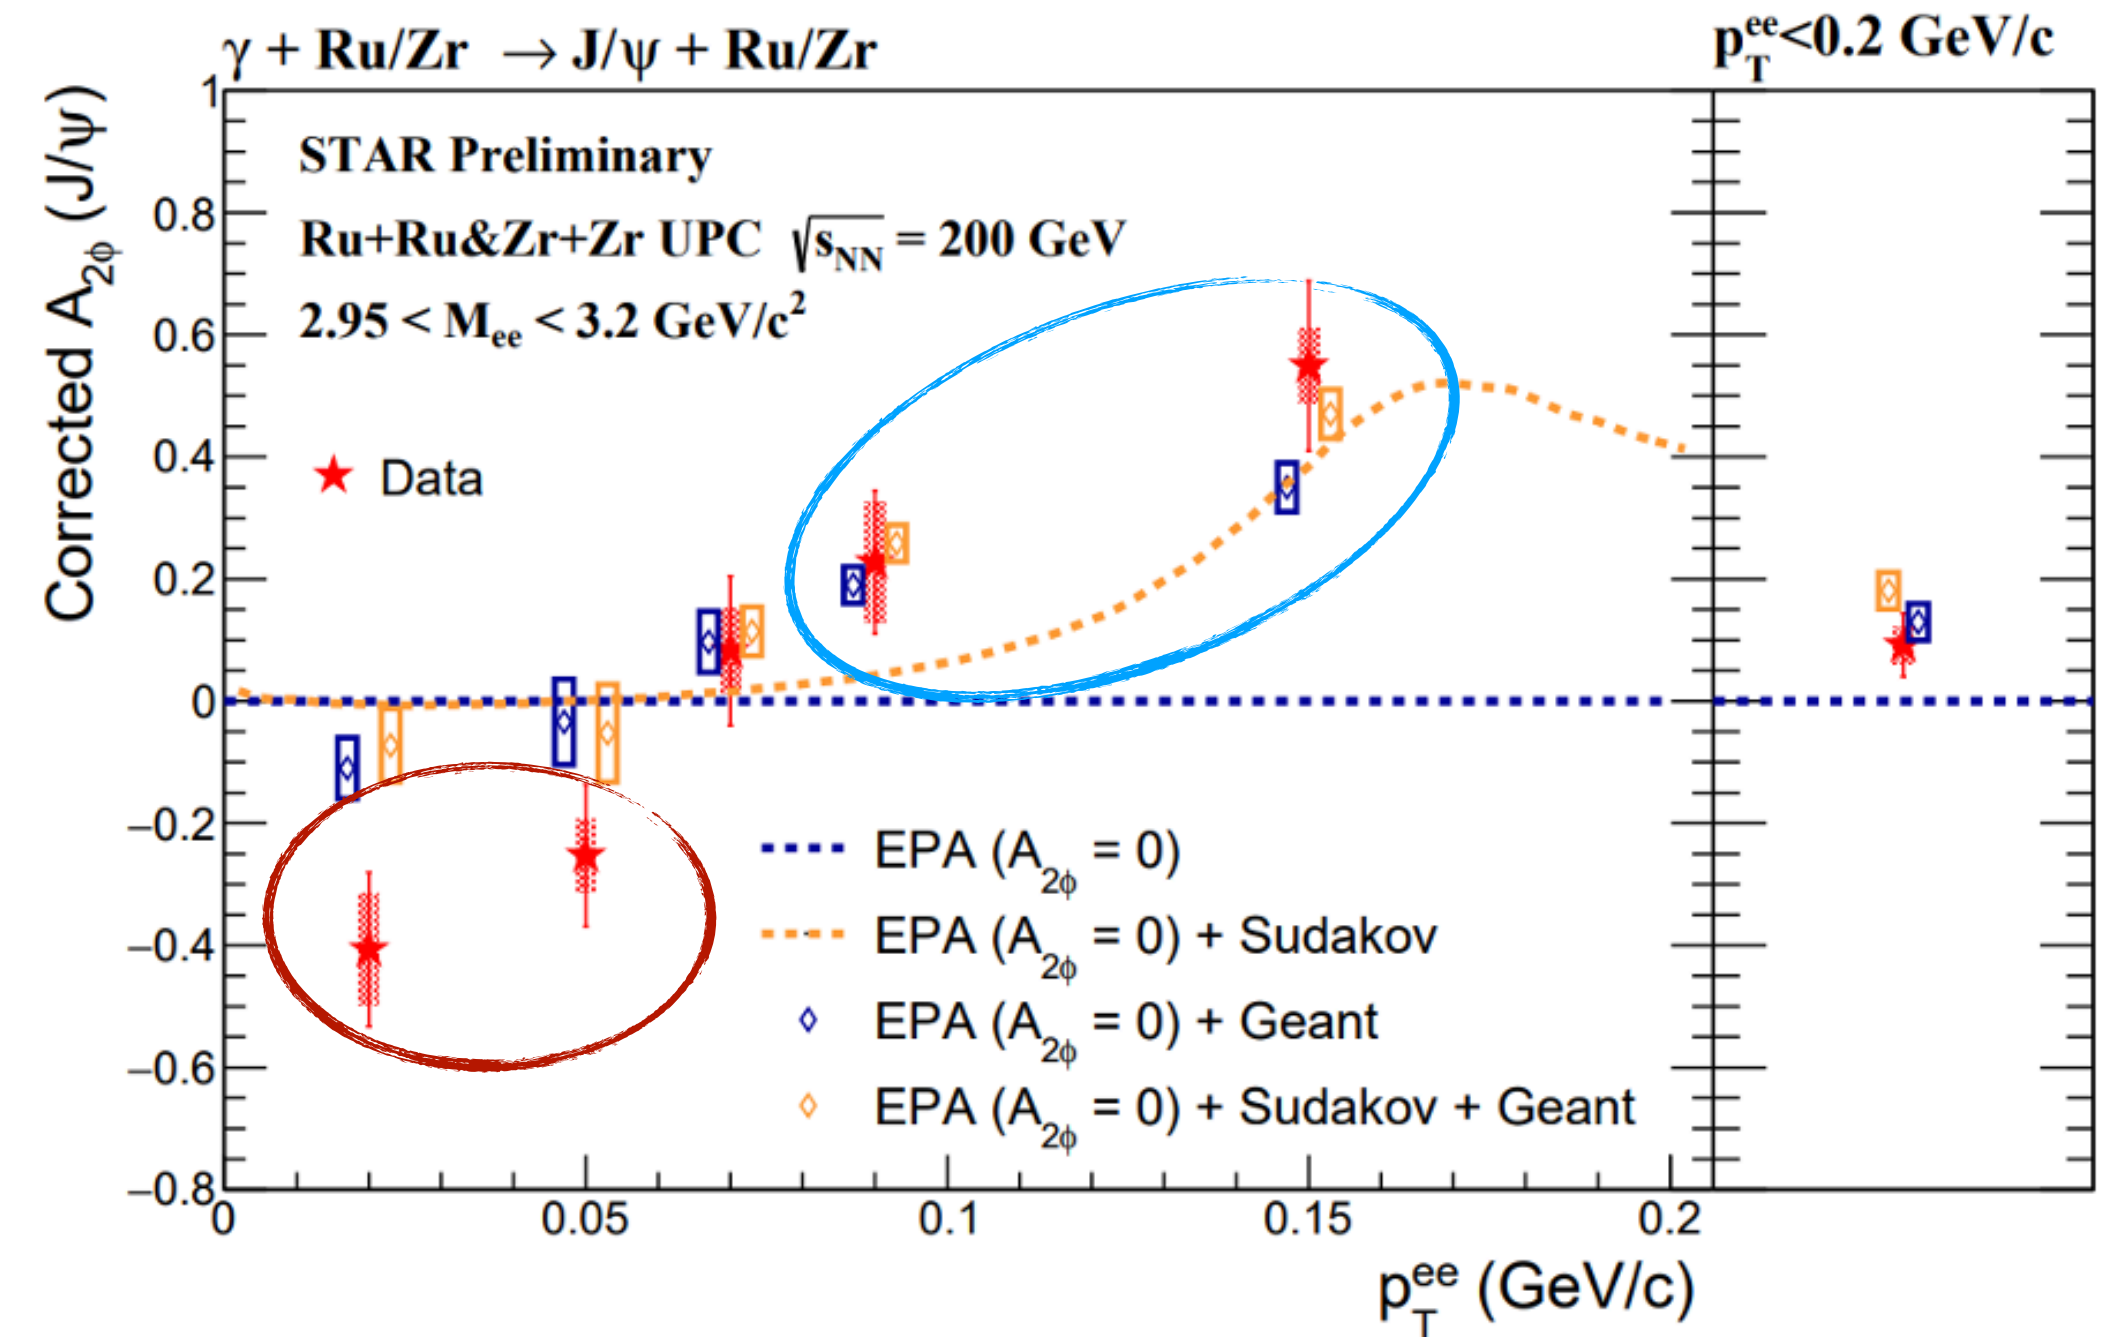 γ + Ru/Zr → J/ψ + Ru/Zr
p_T^ee<0.2 GeV/c
Corrected A_2ϕ (J/ψ)
STAR Preliminary
Ru+Ru&Zr+Zr UPC √s_NN = 200 GeV
2.95 < M_ee < 3.2 GeV/c²
Data
1
0.8
0.6
0.4
0.2
0
−0.2
−0.4
−0.6
−0.8
EPA (A_2ϕ = 0)
EPA (A_2ϕ = 0) + Sudakov
EPA (A_2ϕ = 0) + Geant
EPA (A_2ϕ = 0) + Sudakov + Geant
0 0.05 0.1 0.15 0.2
p_T^ee (GeV/c)